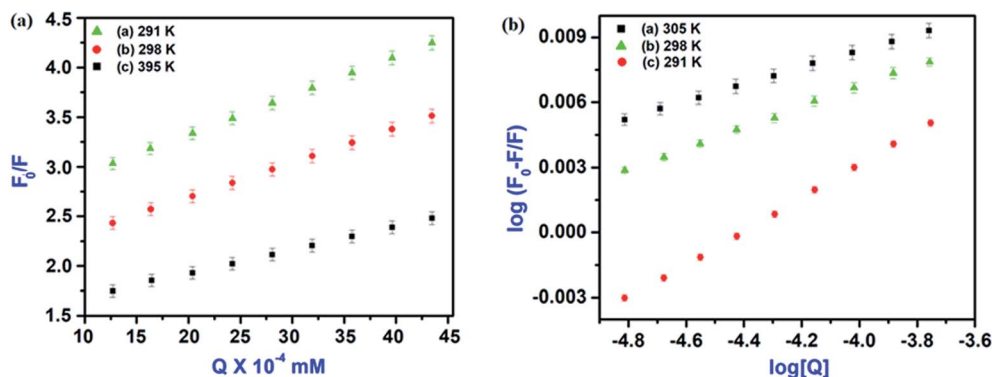 (a)
(a) 291 K
(b) 298 K
(c) 395 K
F0/F
4.5
4.0
3.5
3.0
2.5
2.0
1.5
10 15 20 25 30 35 40 45
Q X 10⁻⁴ mM
(b)
(a) 305 K
(b) 298 K
(c) 291 K
log (F0-F/F)
0.009
0.006
0.003
0.000
-0.003
-4.8 -4.6 -4.4 -4.2 -4.0 -3.8 -3.6
log[Q]